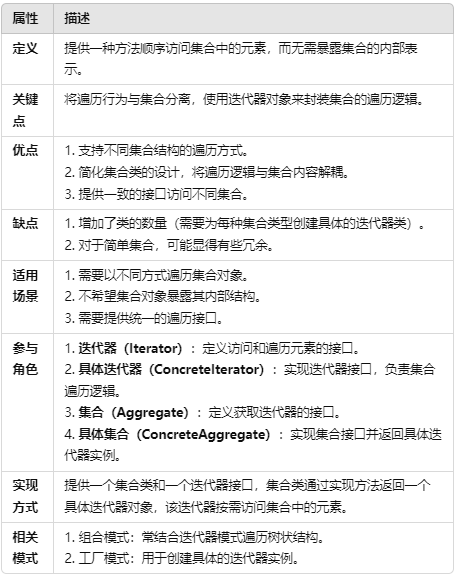 属性 描述
定义 提供一种方法顺序访问集合中的元素，而无需暴露集合的内部表
示。
关键
点 将遍历行为与集合分离，使用迭代器对象来封装集合的遍历逻辑。
优点 1. 支持不同集合结构的遍历方式。
2. 简化集合类的设计，将遍历逻辑与集合内容解耦。
3. 提供一致的接口访问不同集合。
缺点 1. 增加了类的数量（需要为每种集合类型创建具体的迭代器类）。
2. 对于简单集合，可能显得有些冗余。
适用
场景 1. 需要以不同方式遍历集合对象。
2. 不希望集合对象暴露其内部结构。
3. 需要提供统一的遍历接口。
参与
角色 1. 迭代器（Iterator）：定义访问和遍历元素的接口。
2. 具体迭代器（ConcreteIterator）：实现迭代器接口，负责集合
遍历逻辑。
3. 集合（Aggregate）：定义获取迭代器的接口。
4. 具体集合（ConcreteAggregate）：实现集合接口并返回具体迭
代器实例。
实现
方式 提供一个集合类和一个迭代器接口，集合类通过实现方法返回一个
具体迭代器对象，该迭代器按需访问集合中的元素。
相关
模式 1. 组合模式：常结合迭代器模式遍历树状结构。
2. 工厂模式：用于创建具体的迭代器实例。